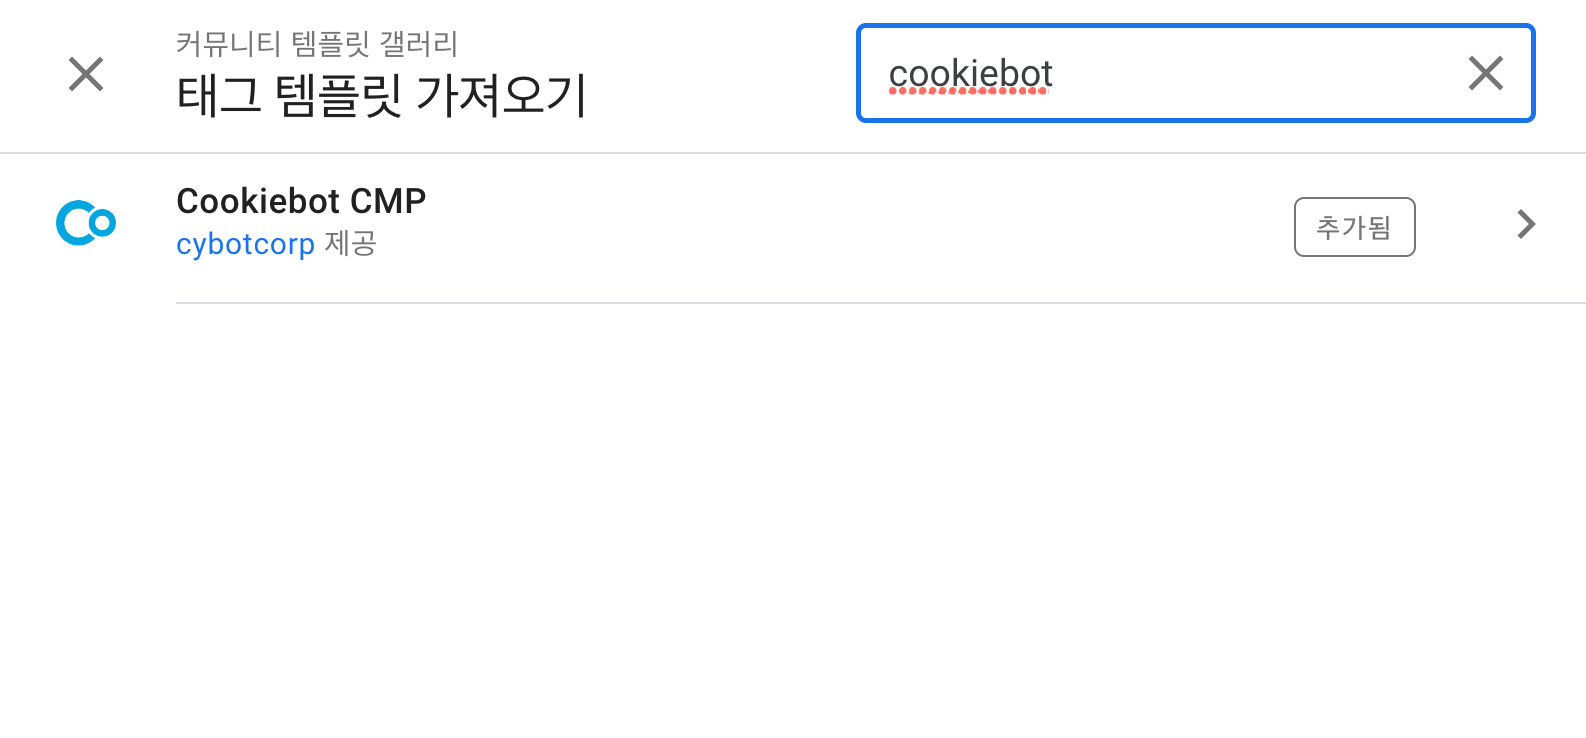 커뮤니티 템플릿 갤러리
태그 템플릿 가져오기
cookiebot
Cookiebot CMP
cybotcorp 제공
추가됨